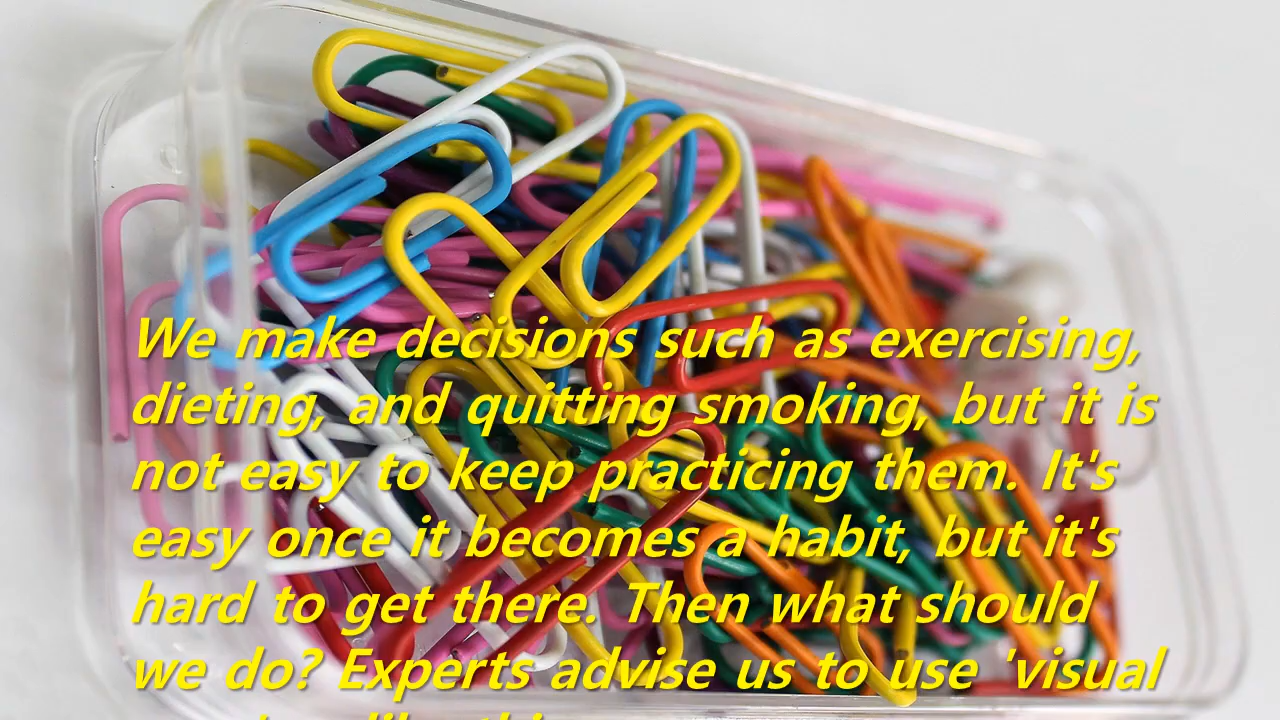 We make decisions such as exercising,
dieting, and quitting smoking, but it is
not easy to keep practicing them. It's
easy once it becomes a habit, but it's
hard to get there. Then what should
we do? Experts advise us to use 'visual
like this